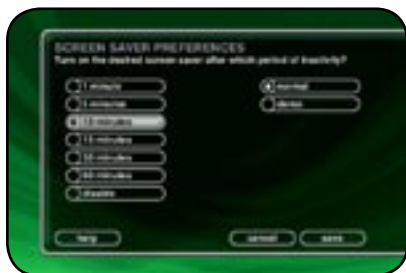 SCREEN SAVER PREFERENCES
Turn on the desired screen saver after which period of inactivity?
1 minute
5 minutes
10 minutes
15 minutes
30 minutes
60 minutes
disable
normal
demo
help
cancel
save